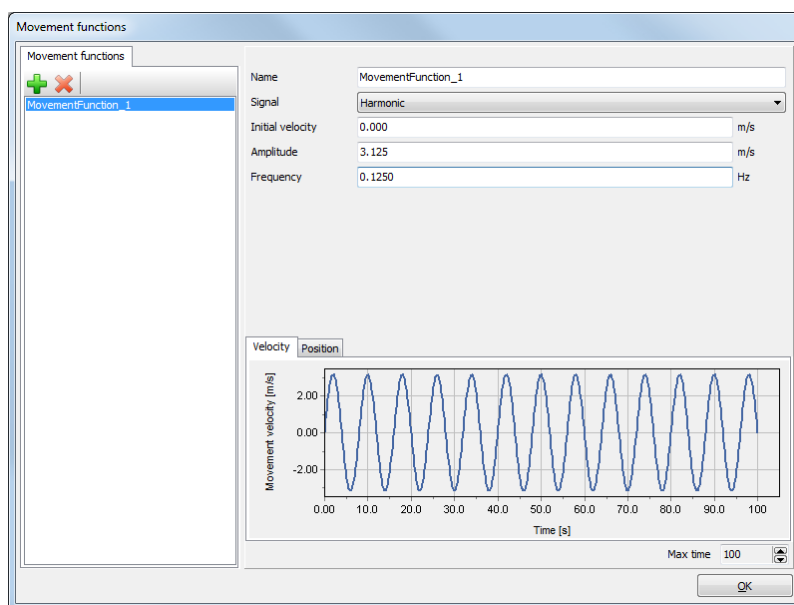 Movement functions
Movement functions
MovementFunction_1
Name MovementFunction_1
Signal Harmonic
Initial velocity 0.000 m/s
Amplitude 3.125 m/s
Frequency 0.1250 Hz
Velocity Position
Movement velocity [m/s]
2.00
0.00
-2.00
0.00 10.0 20.0 30.0 40.0 50.0 60.0 70.0 80.0 90.0 100
Time [s]
Max time 100
OK